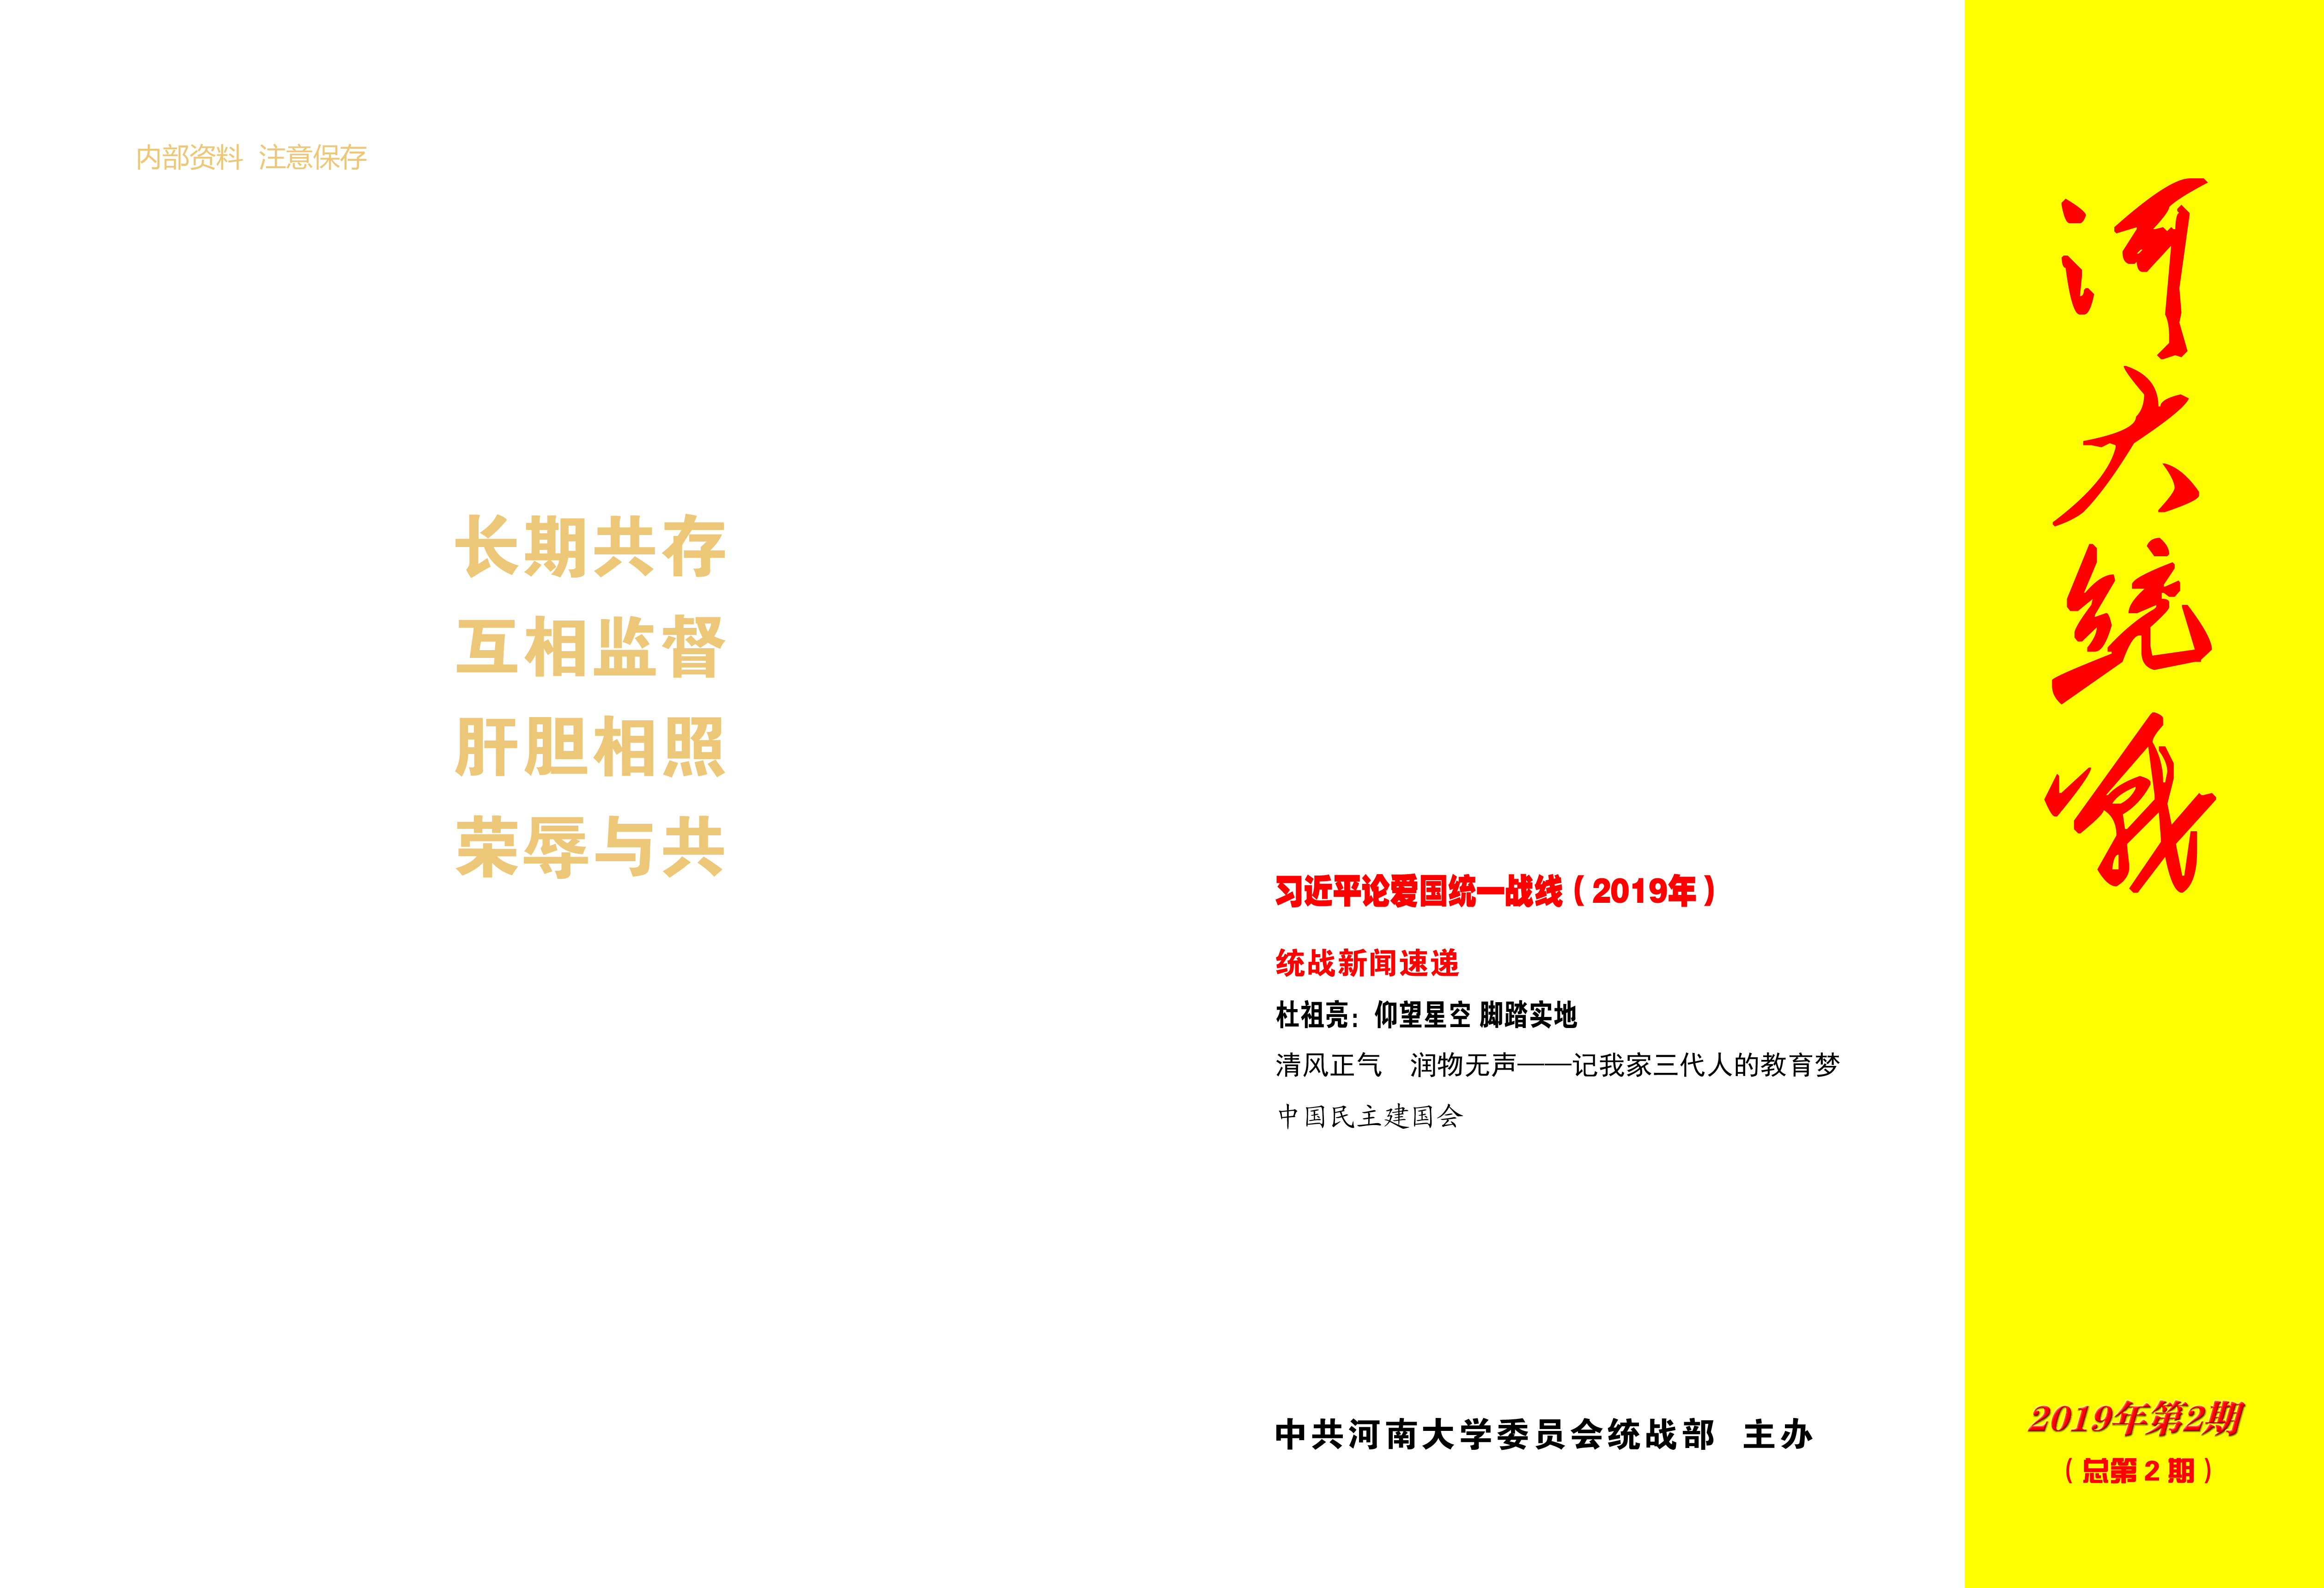 内部资料 注意保存
长期共存
互相监督
肝胆相照
荣辱与共
习近平论爱国统一战线（2019年）
统战新闻速递
杜祖亮：仰望星空 脚踏实地
清风正气　润物无声——记我家三代人的教育梦
中国民主建国会
中共河南大学委员会统战部 主办
河大统战
2019年第2期
（总第2期）